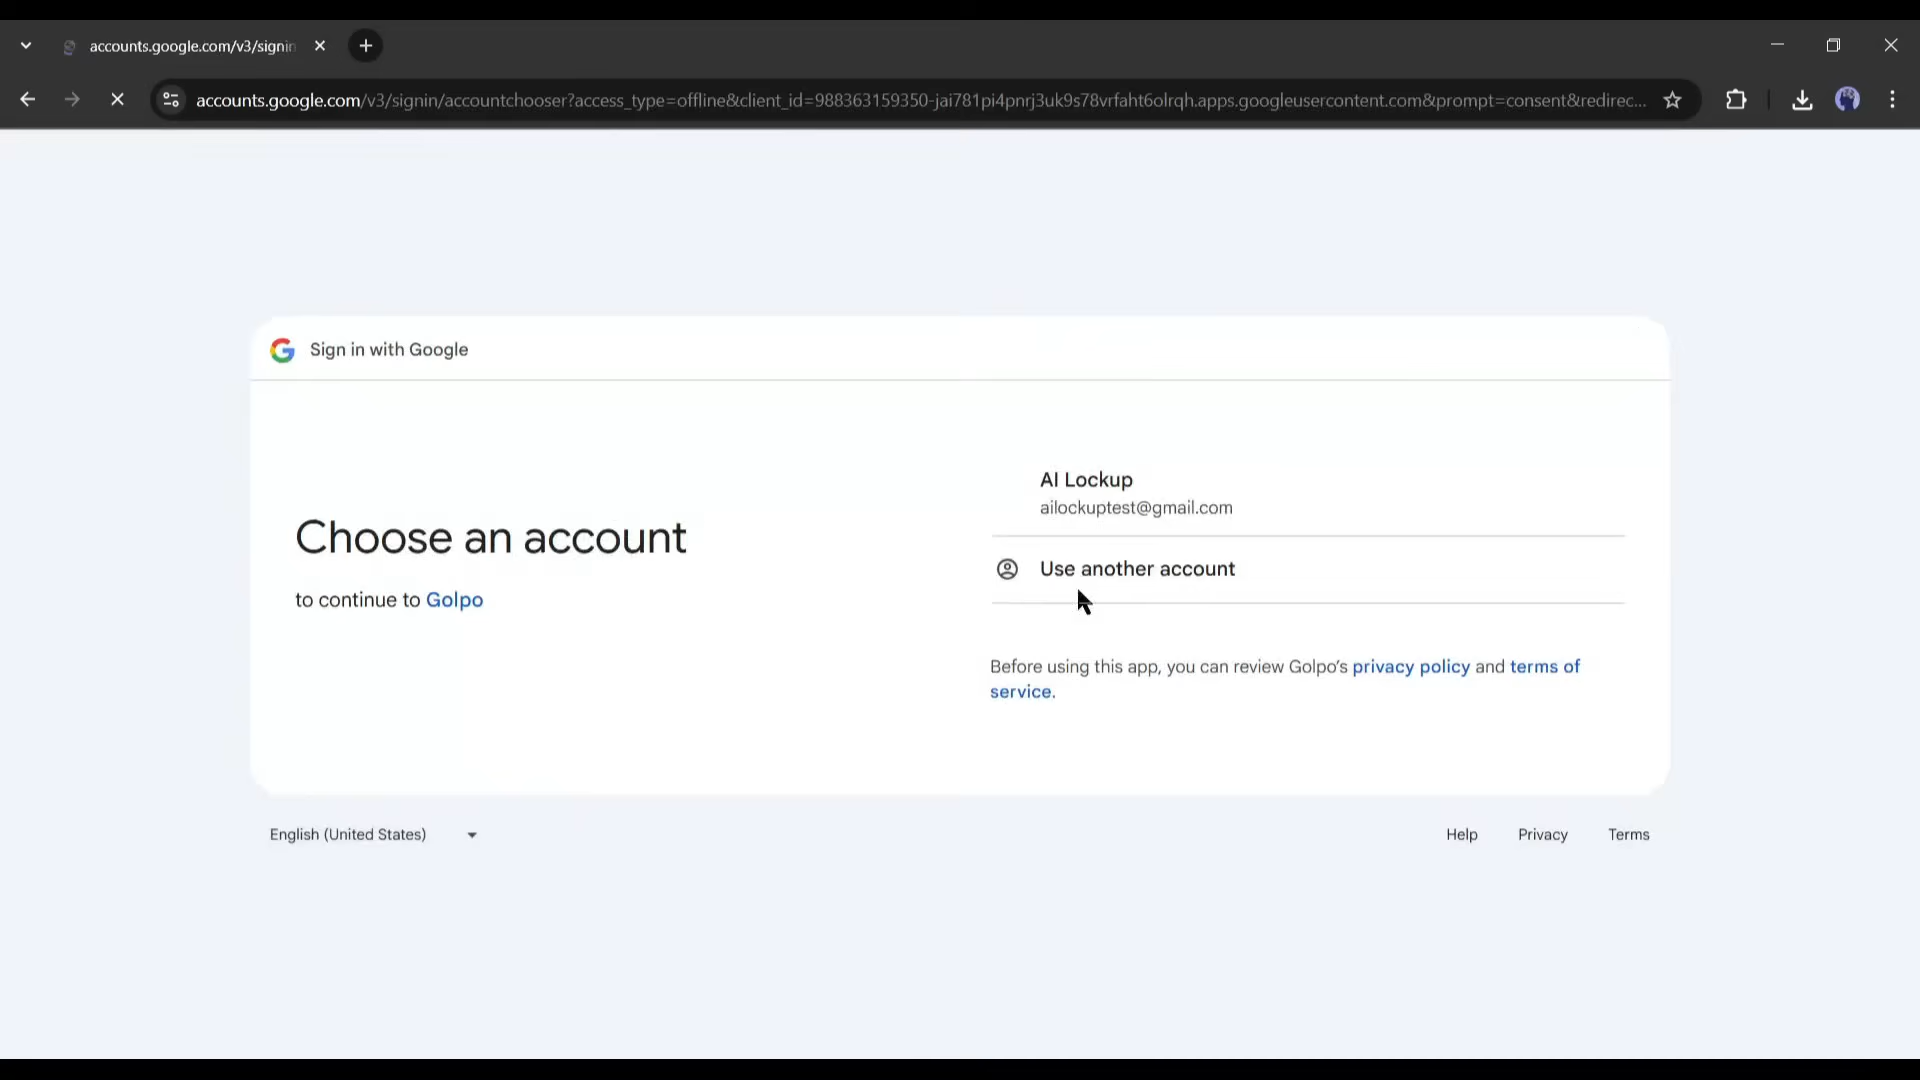 accounts.google.com/v3/signin
accounts.google.com/v3/signin/accountchooser?access_type=offline&client_id=988363159350-jai781pi4pnrj3uk9s78vrfaht6olrqh.apps.googleusercontent.com&prompt=consent&redirec...
Sign in with Google
Choose an account
to continue to Golpo
AI Lockup
ailockuptest@gmail.com
Use another account
Before using this app, you can review Golpo’s privacy policy and terms of
service.
English (United States)
Help
Privacy
Terms